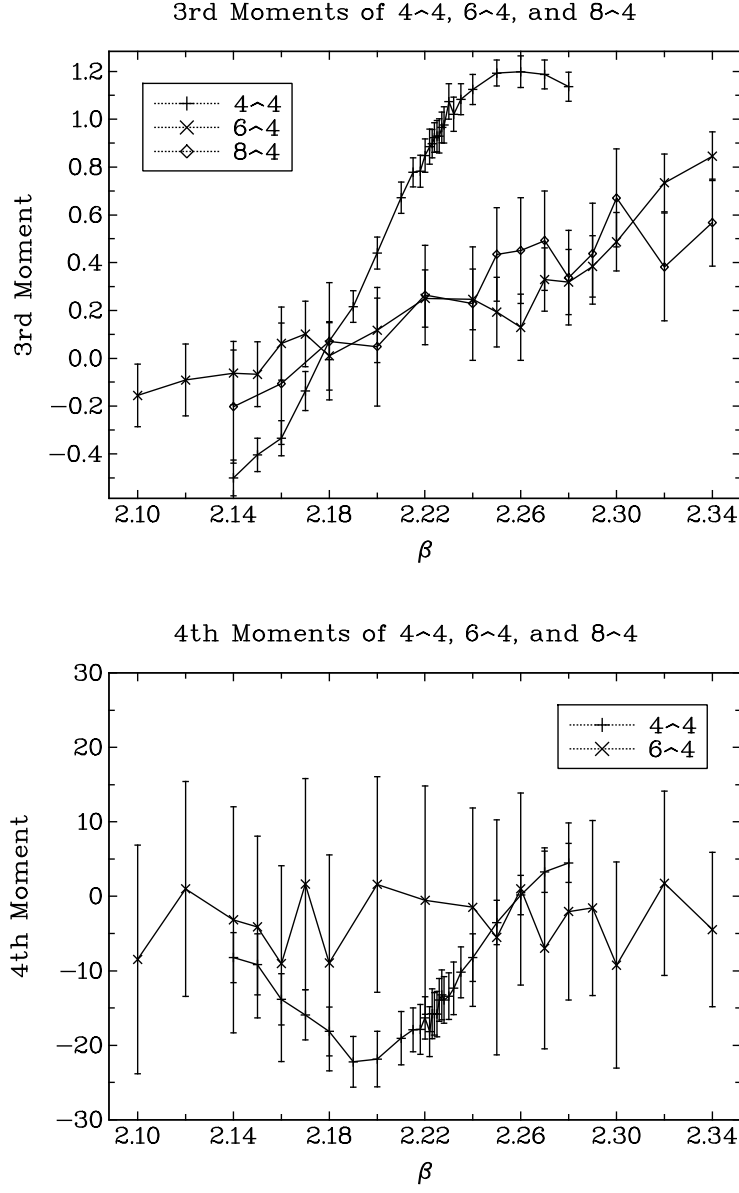 3rd Moments of 4^4, 6^4, and 8^4
3rd Moment
1.2
1.0
0.8
0.6
0.4
0.2
0.0
−0.2
−0.4
4^4
6^4
8^4
2.10 2.14 2.18 2.22 2.26 2.30 2.34
β
4th Moments of 4^4, 6^4, and 8^4
4th Moment
30
20
10
0
−10
−20
−30
4^4
6^4
2.10 2.14 2.18 2.22 2.26 2.30 2.34
β